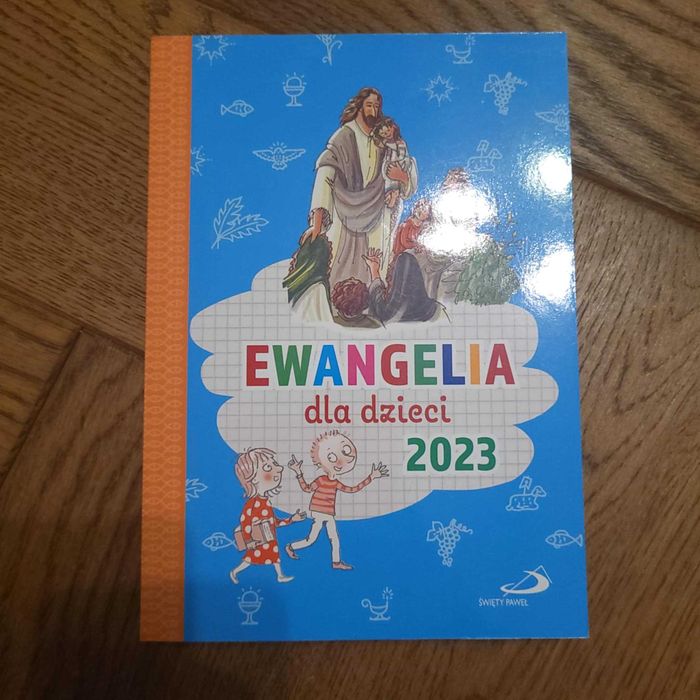 EWANGELIA
dla dzieci
2023
ŚWIĘTY PAWEŁ